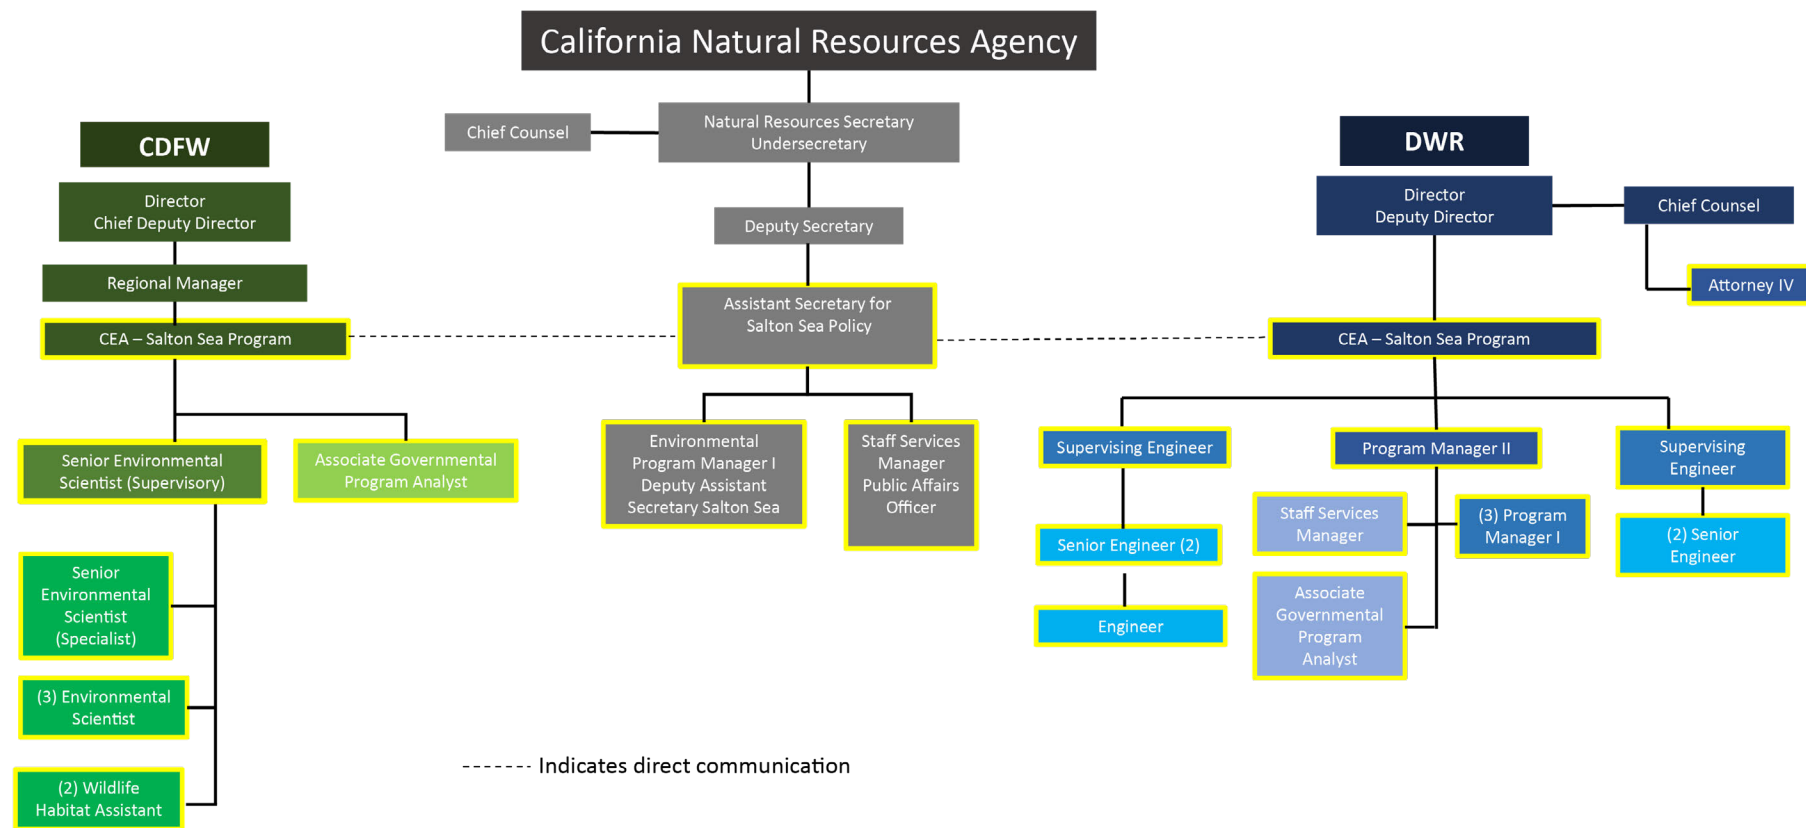 California Natural Resources Agency
Chief Counsel
Natural Resources Secretary
Undersecretary
Deputy Secretary
Assistant Secretary for
Salton Sea Policy
Environmental
Program Manager I
Deputy Assistant
Secretary Salton Sea
Staff Services
Manager
Public Affairs
Officer
CDFW
Director
Chief Deputy Director
Regional Manager
CEA – Salton Sea Program
Senior Environmental
Scientist (Supervisory)
Associate Governmental
Program Analyst
Senior
Environmental
Scientist
(Specialist)
(3) Environmental
Scientist
(2) Wildlife
Habitat Assistant
DWR
Director
Deputy Director
Chief Counsel
Attorney IV
CEA – Salton Sea Program
Supervising Engineer
Senior Engineer (2)
Engineer
Program Manager II
Staff Services
Manager
(3) Program
Manager I
Associate
Governmental
Program
Analyst
Supervising
Engineer
(2) Senior
Engineer
Indicates direct communication